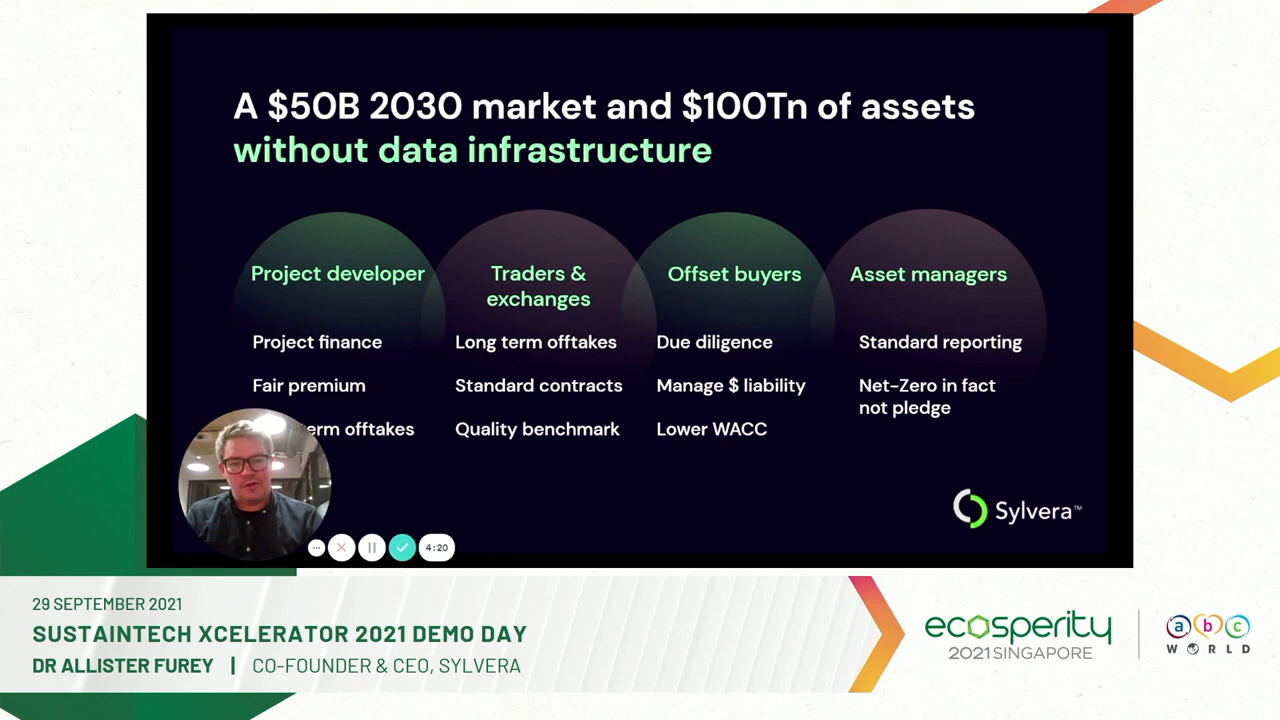 A $50B 2030 market and $100Tn of assets
without data infrastructure
Project developer
Project finance
Fair premium
offtakes
Traders &
exchanges
Long term offtakes
Standard contracts
Quality benchmark
Offset buyers
Due diligence
Manage $ liability
Lower WACC
Asset managers
Standard reporting
Net-Zero in fact
not pledge
Sylvera™
4:20
29 SEPTEMBER 2021
SUSTAINTECH XCELERATOR 2021 DEMO DAY
DR ALLISTER FUREY | CO-FOUNDER & CEO, SYLVERA
ecosperity
2021 SINGAPORE
abc
WORLD